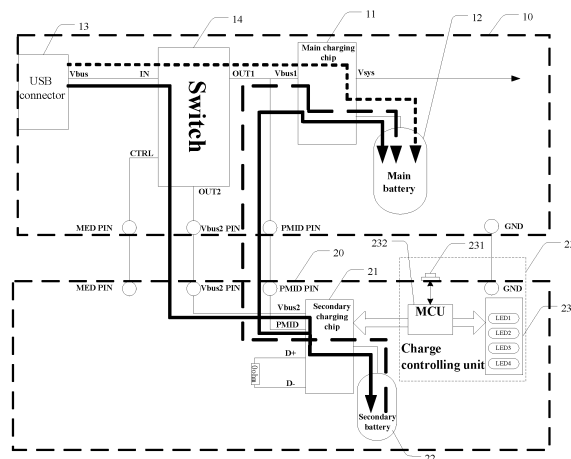 13
14
11
12
10
Main charging
chip
USB
connector
Vbus
IN
Switch
OUT1
Vbus1
Vsys
CTRL
OUT2
Main
battery
MED PIN
Vbus2 PIN
PMID PIN
GND
20
232
231
MED PIN
Vbus2 PIN
PMID PIN
21
GND
Vbus2
Secondary
charging
chip
PMID
MCU
LED1
LED2
LED3
LED4
Charge
controlling unit
D+
D-
Secondary
battery
22